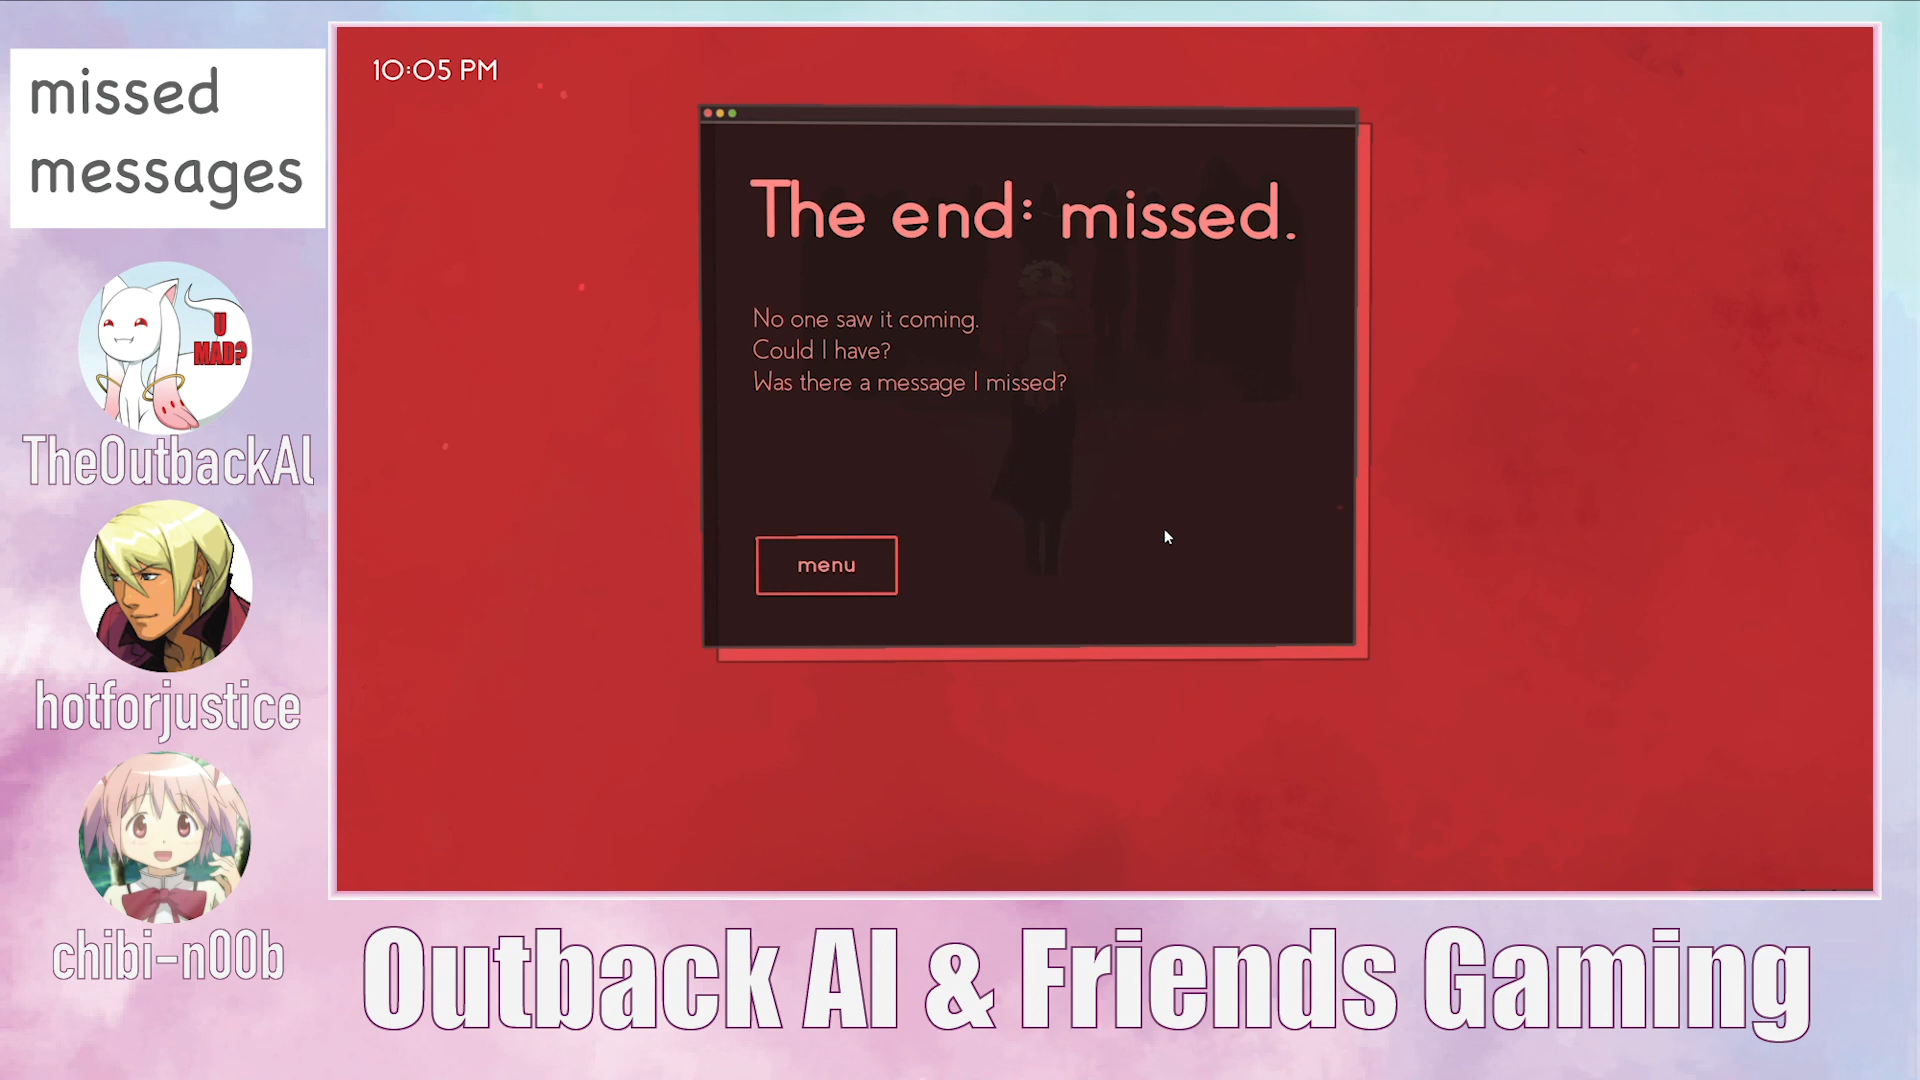 missed
messages
U
MAD?
TheOutbackAl
hotforjustice
chibi-n00b
10:05 PM
The end: missed.
No one saw it coming.
Could I have?
Was there a message I missed?
menu
Outback Al & Friends Gaming